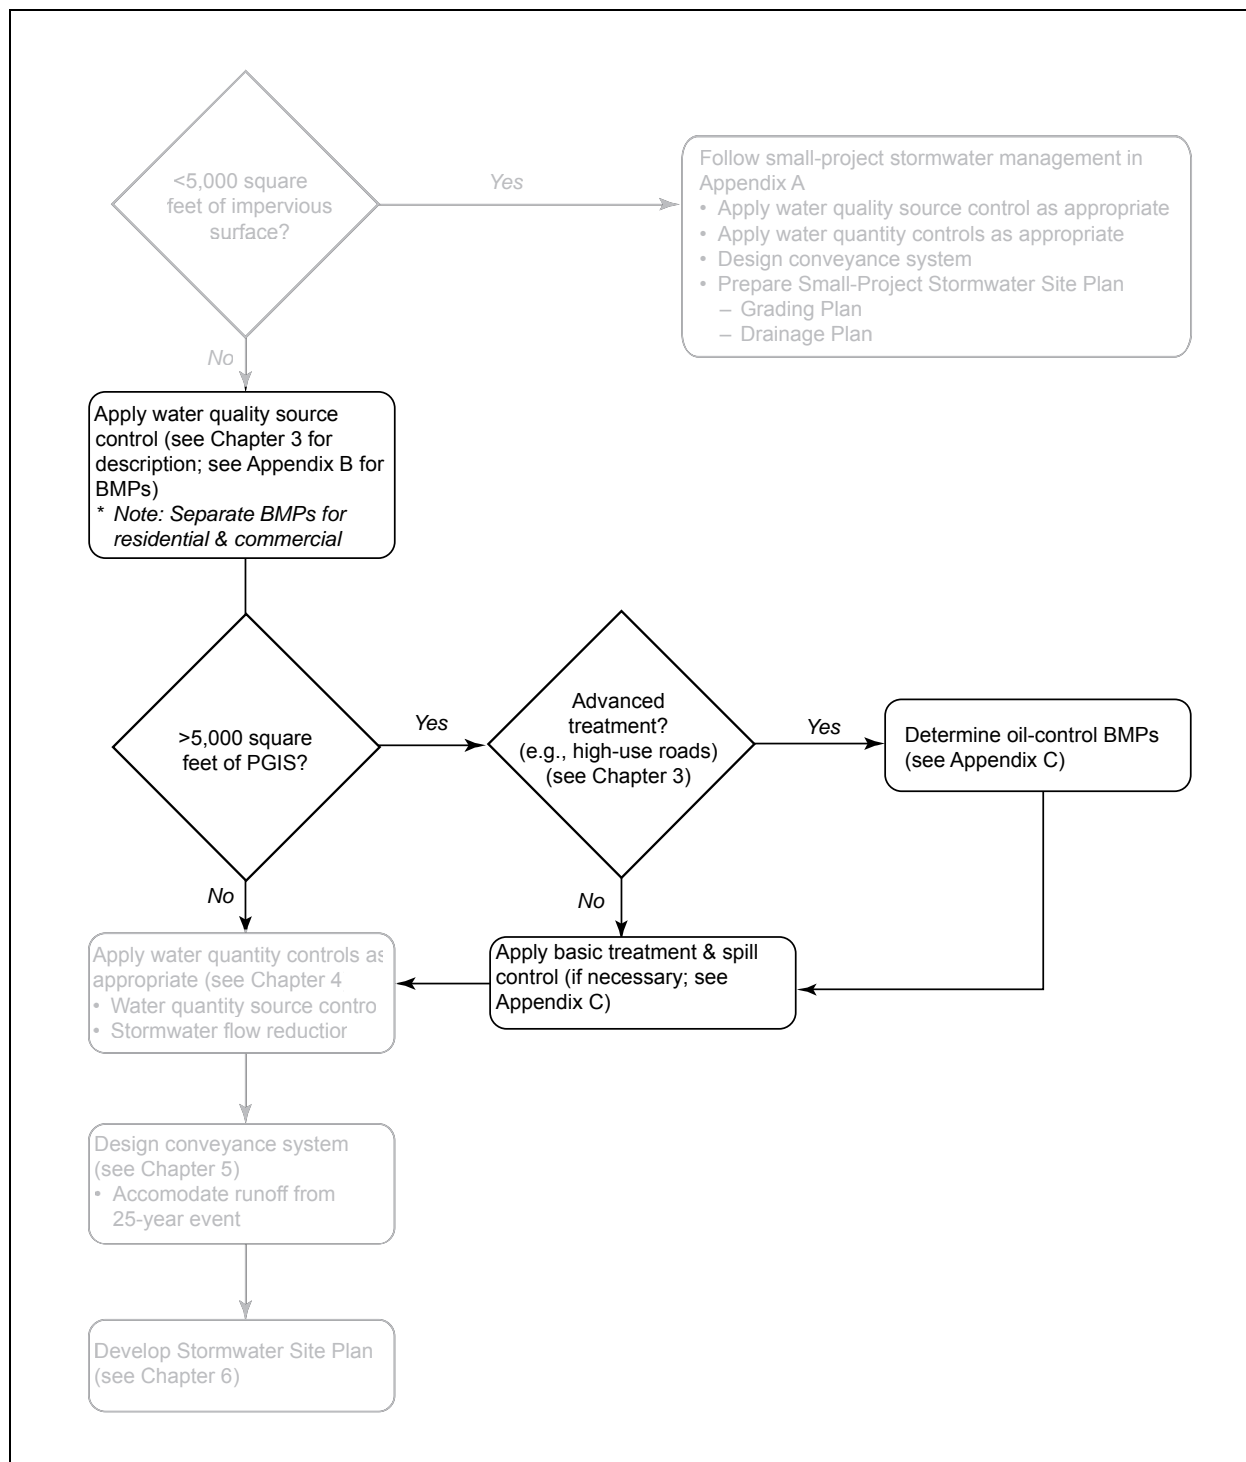 <5,000 square
feet of impervious
surface?
Yes
Follow small-project stormwater management in
Appendix A
• Apply water quality source control as appropriate
• Apply water quantity controls as appropriate
• Design conveyance system
• Prepare Small-Project Stormwater Site Plan
– Grading Plan
– Drainage Plan
No
Apply water quality source
control (see Chapter 3 for
description; see Appendix B for
BMPs)
* Note: Separate BMPs for
residential & commercial
>5,000 square
feet of PGIS?
Yes
Advanced
treatment?
(e.g., high-use roads)
(see Chapter 3)
Yes
Determine oil-control BMPs
(see Appendix C)
No
No
Apply water quantity controls as
appropriate (see Chapter 4
• Water quantity source contro
• Stormwater flow reduction
Apply basic treatment & spill
control (if necessary; see
Appendix C)
Design conveyance system
(see Chapter 5)
• Accomodate runoff from
25-year event
Develop Stormwater Site Plan
(see Chapter 6)